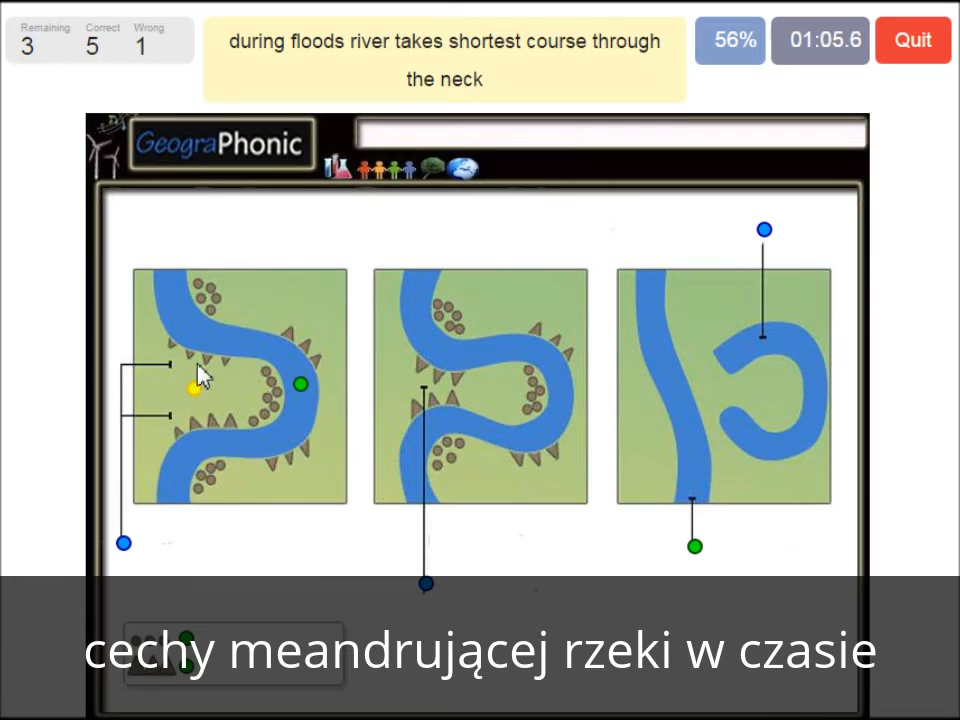 Remaining Correct Wrong
3 5 1
during floods river takes shortest course through
the neck
56%
01:05.6
Quit
GeograPhonic
cechy meandrującej rzeki w czasie